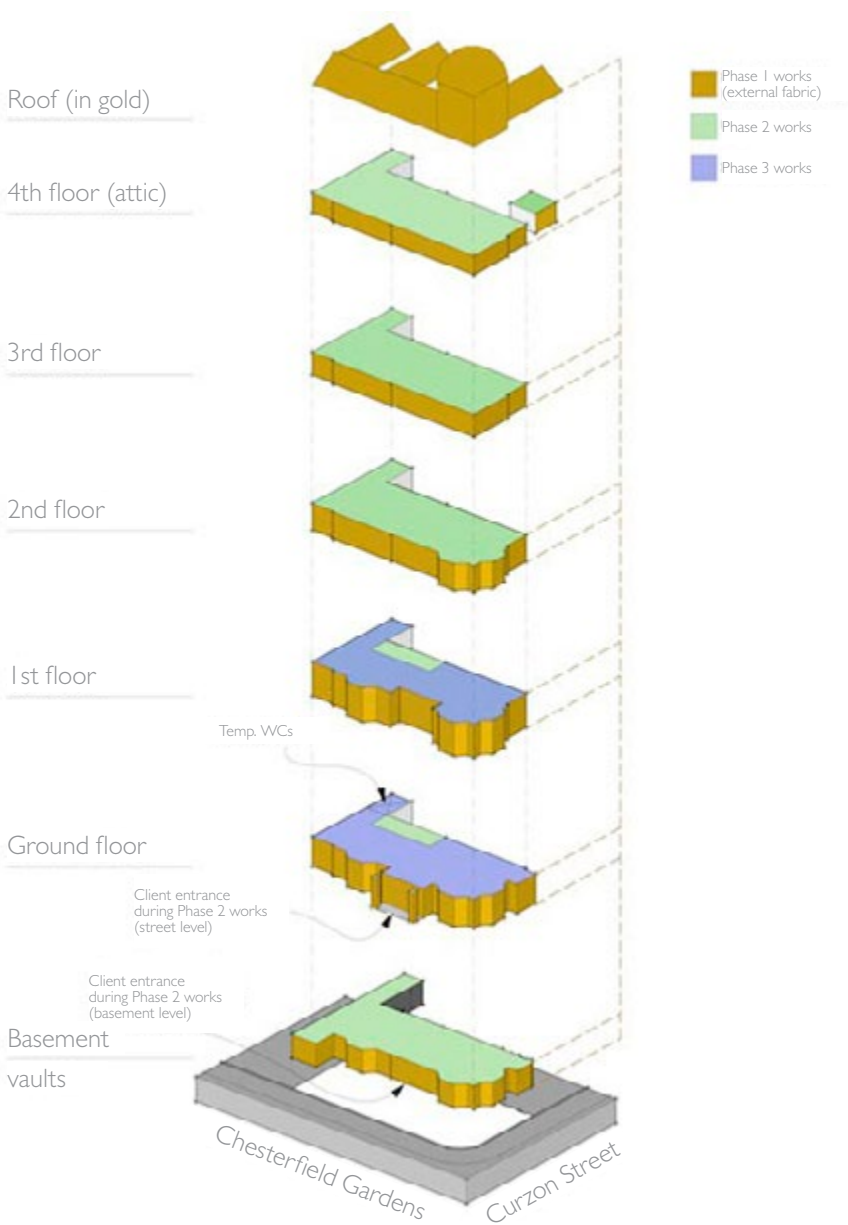 Phase 1 works
(external fabric)
Phase 2 works
Phase 3 works
Roof (in gold)
4th floor (attic)
3rd floor
2nd floor
1st floor
Temp. WCs
Ground floor
Client entrance
during Phase 2 works
(street level)
Client entrance
during Phase 2 works
(basement level)
Basement
vaults
Chesterfield Gardens
Curzon Street